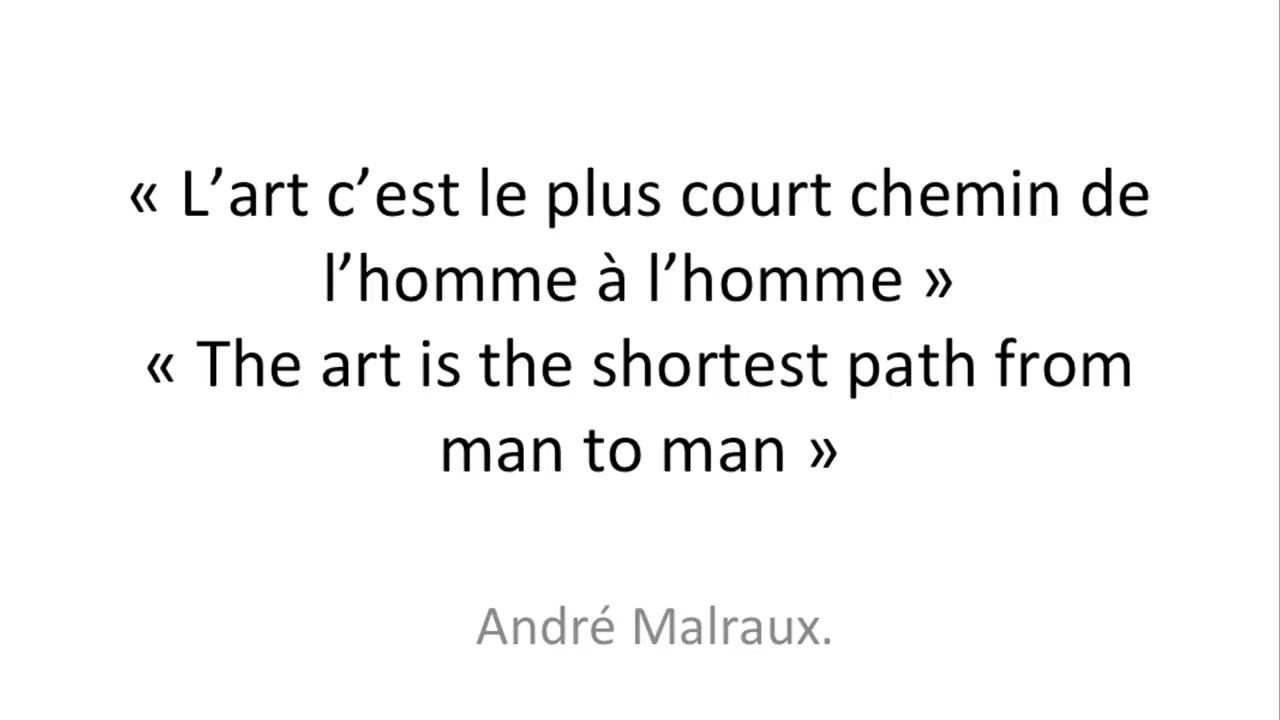 « L’art c’est le plus court chemin de
l’homme à l’homme »
« The art is the shortest path from
man to man »
André Malraux.